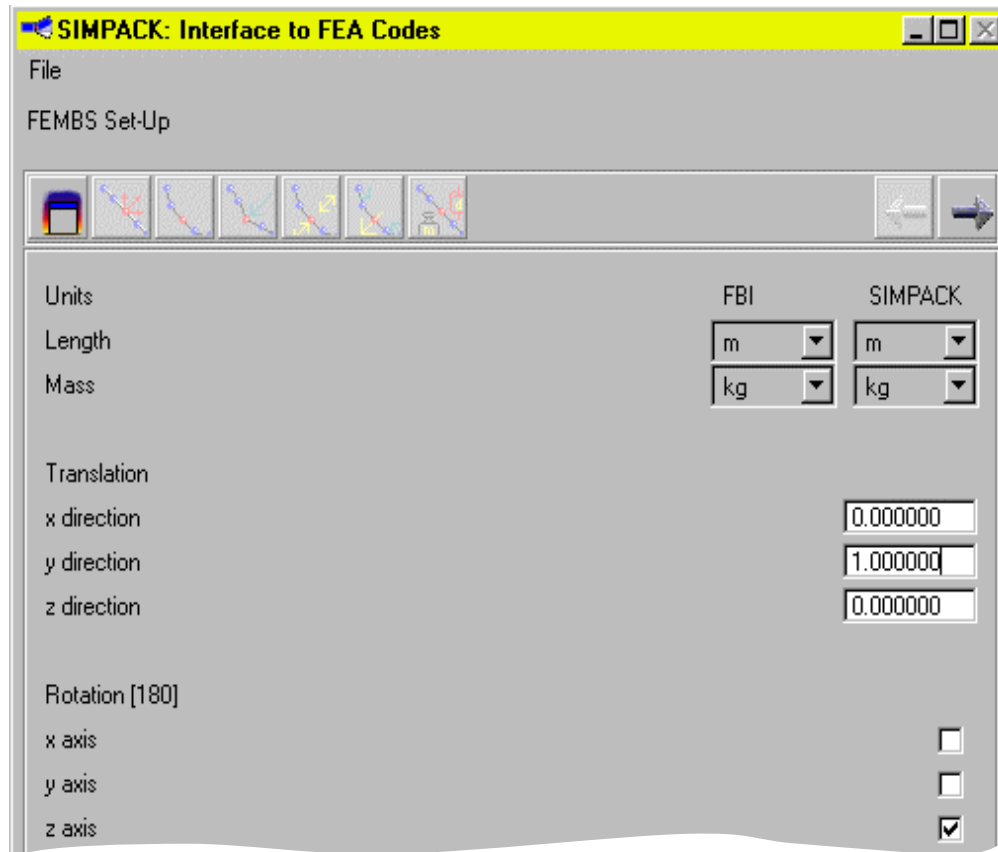 SIMPACK: Interface to FEA Codes
File
FEMBS Set-Up
Units FBI SIMPACK
Length m m
Mass kg kg
Translation
x direction 0.000000
y direction 1.000000
z direction 0.000000
Rotation [180]
x axis
y axis
z axis